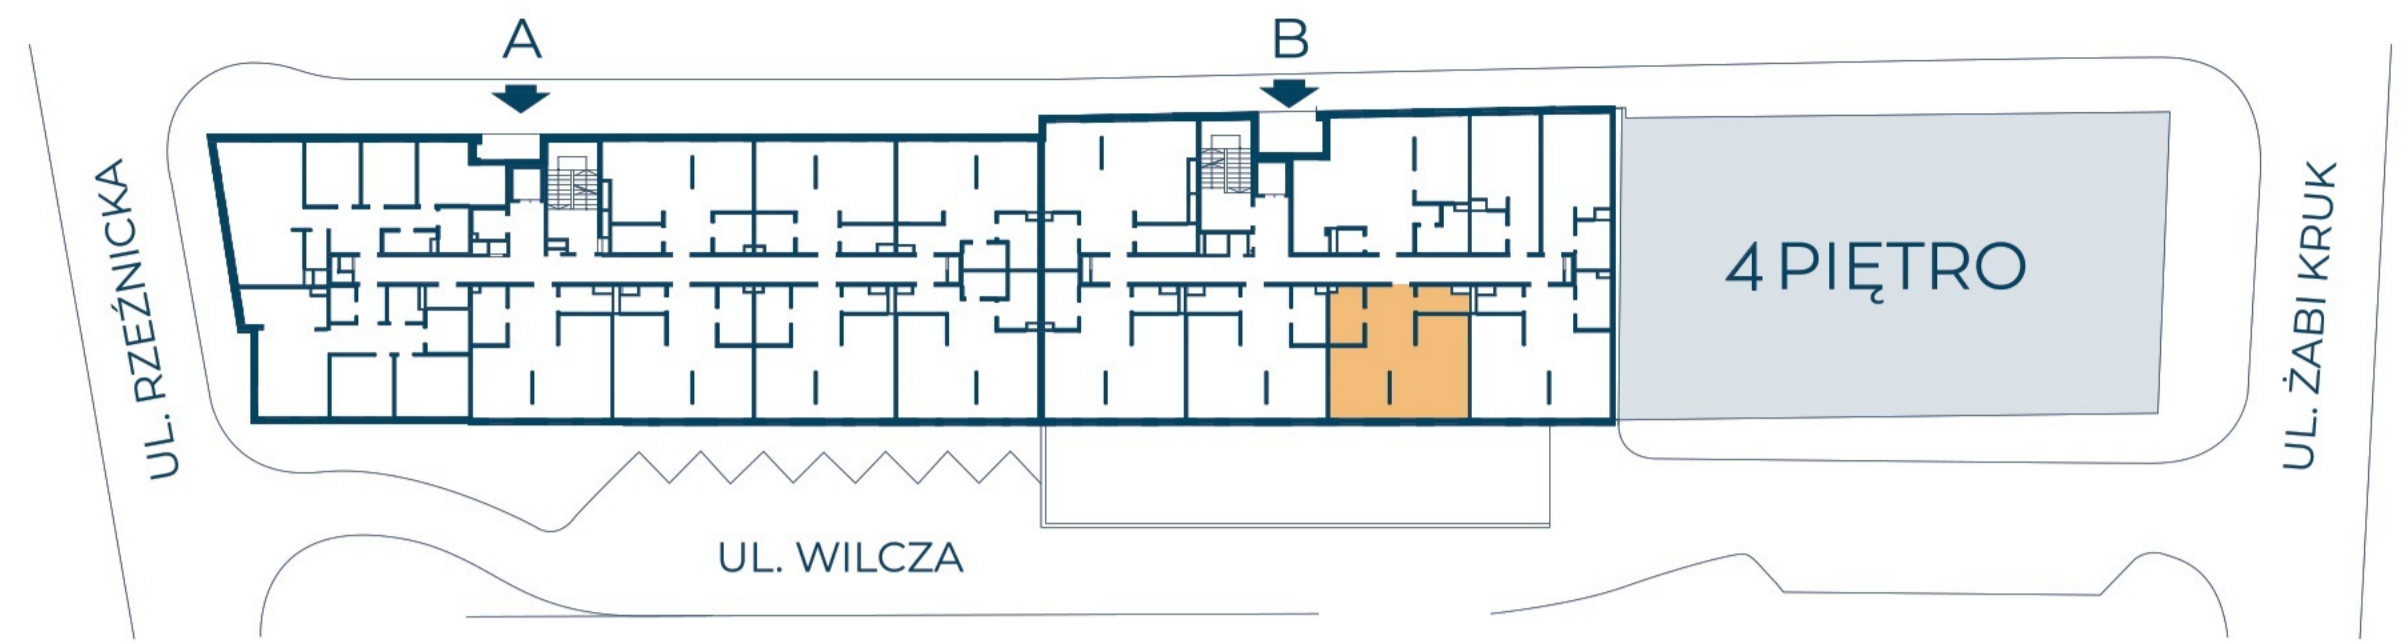 A
B
UL. RZEŹNICKA
4 PIĘTRO
UL. ŻABI KRUK
UL. WILCZA